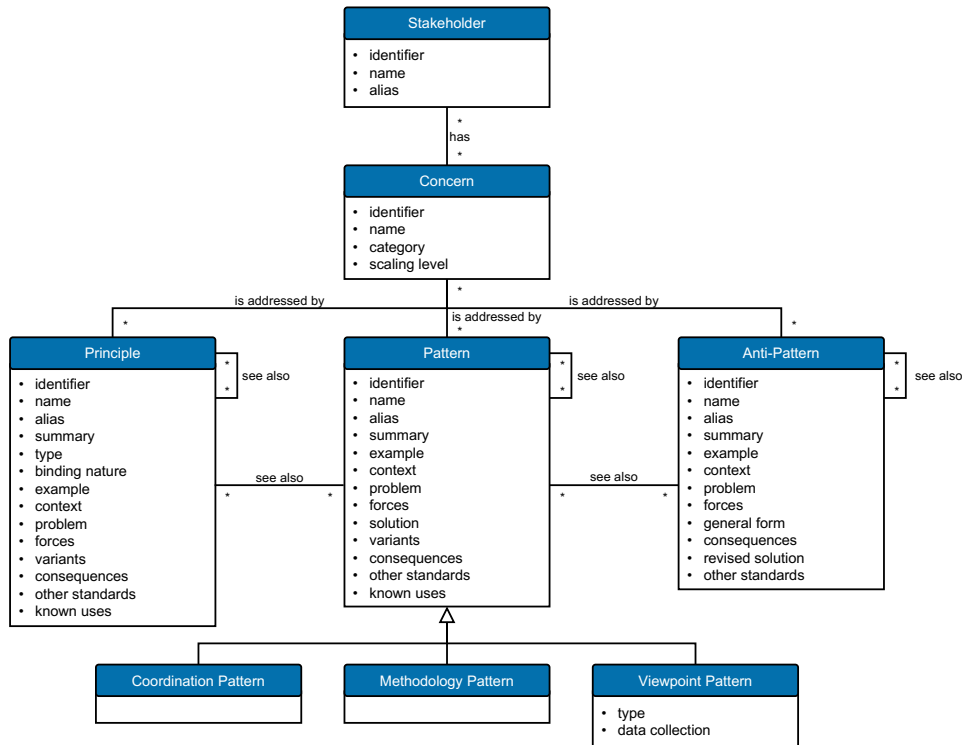 Stakeholder
• identifier
• name
• alias
*
has
*
Concern
• identifier
• name
• category
• scaling level
*
is addressed by
is addressed by
is addressed by
*
*
*
Principle
• identifier
• name
• alias
• summary
• type
• binding nature
• example
• context
• problem
• forces
• variants
• consequences
• other standards
• known uses
*
see also
*
see also
*
*
Pattern
• identifier
• name
• alias
• summary
• example
• context
• problem
• forces
• solution
• variants
• consequences
• other standards
• known uses
*
see also
*
see also
*
*
Anti-Pattern
• identifier
• name
• alias
• summary
• example
• context
• problem
• forces
• general form
• consequences
• revised solution
• other standards
*
see also
*
Coordination Pattern
Methodology Pattern
Viewpoint Pattern
• type
• data collection